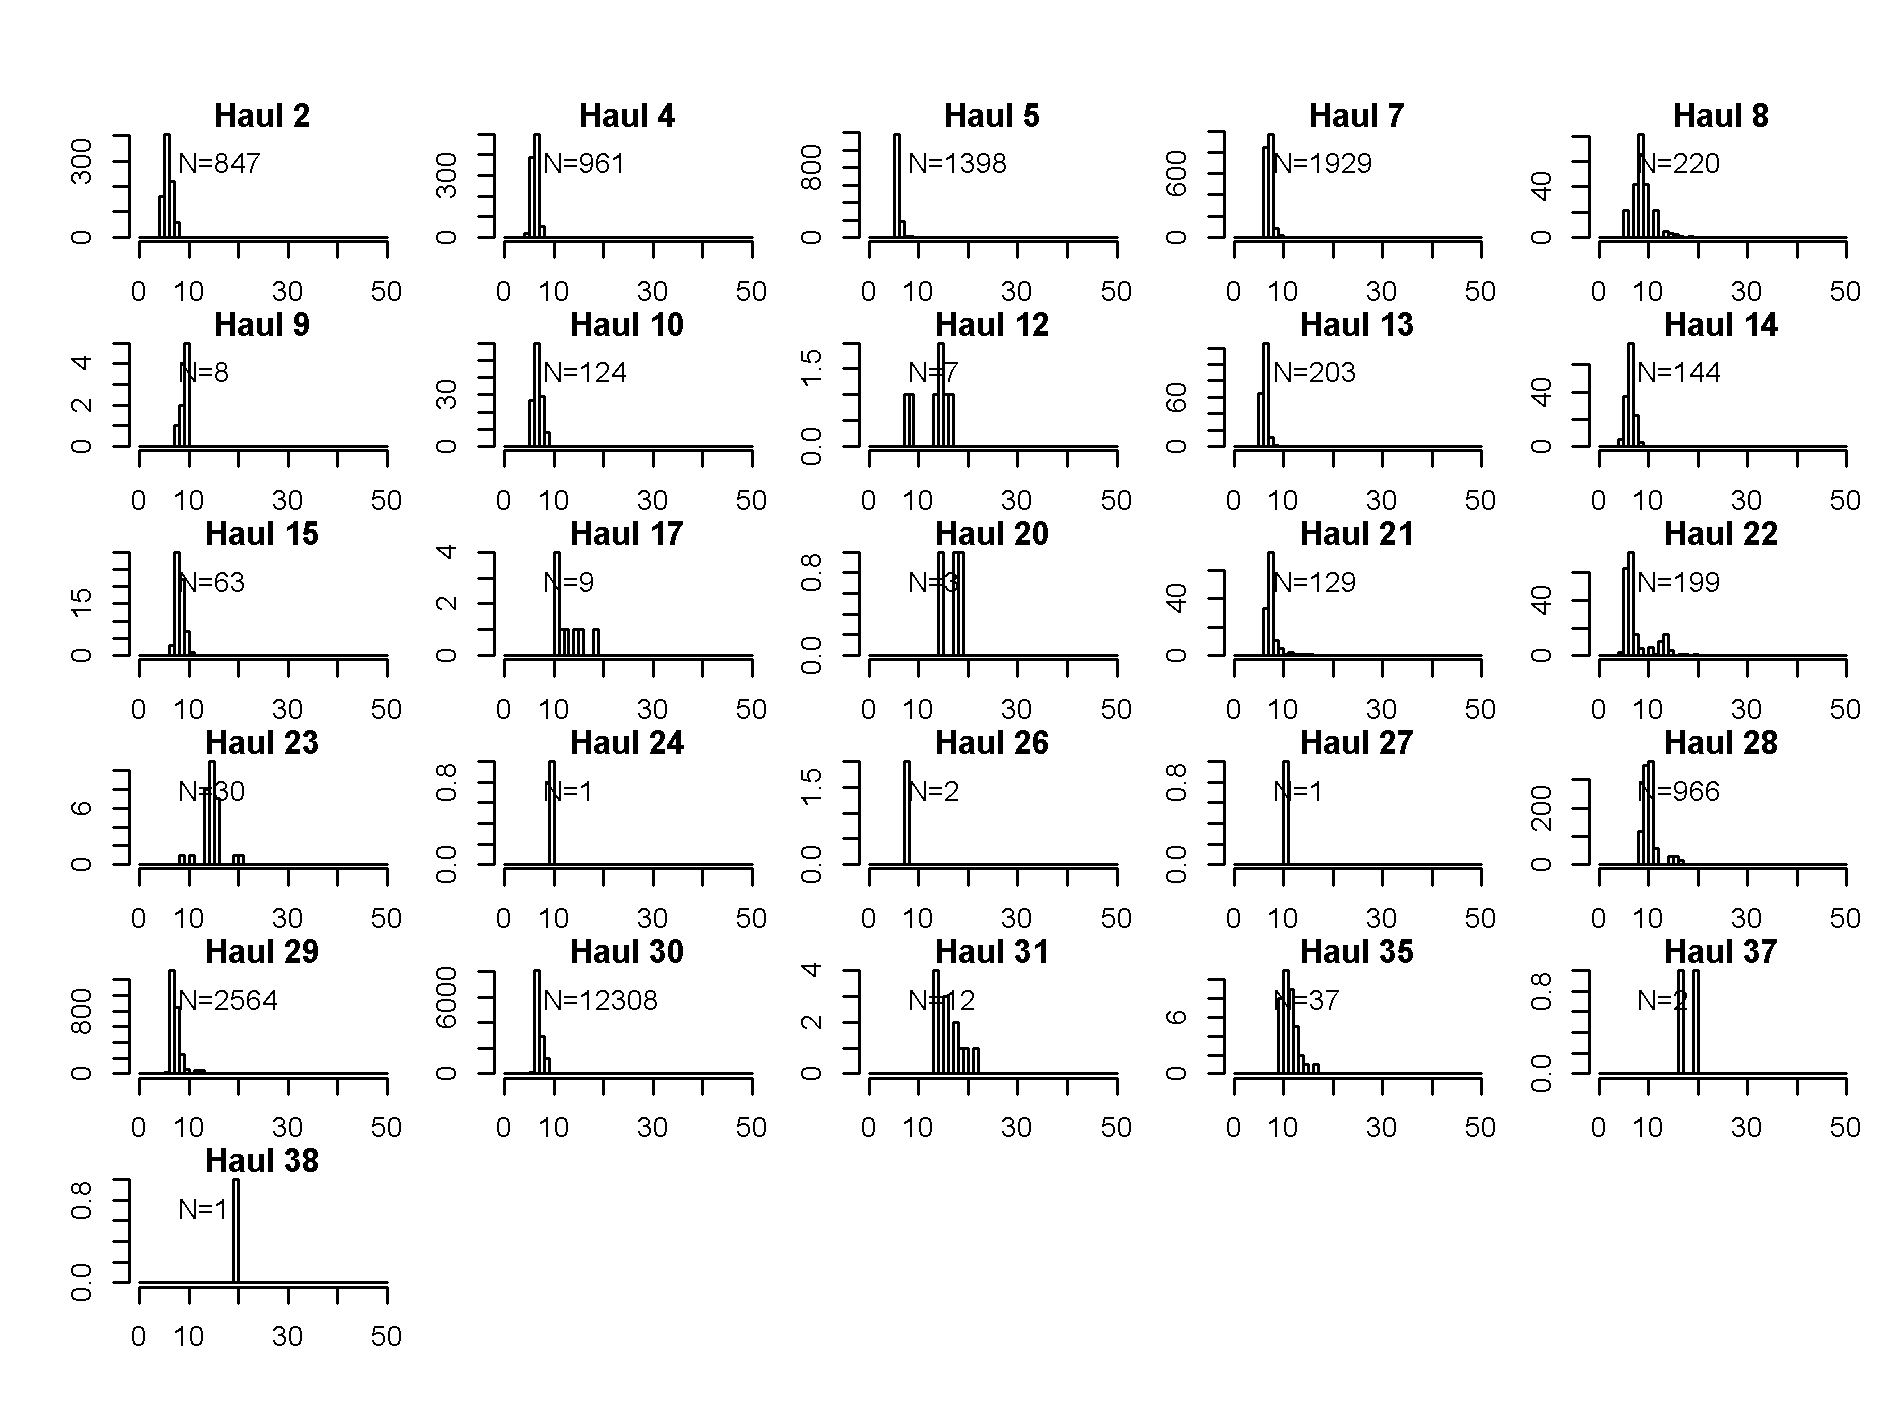 Haul 2 Haul 4 Haul 5 Haul 7 Haul 8
0 300 N=847 0 300 N=961 0 800 N=1398 0 600 N=1929 0 40 N=220
0 10 30 50 0 10 30 50 0 10 30 50 0 10 30 50 0 10 30 50
Haul 9 Haul 10 Haul 12 Haul 13 Haul 14
0 2 4 N=8 0 30 N=124 0.0 1.5 N=7 0 60 N=203 0 40 N=144
0 10 30 50 0 10 30 50 0 10 30 50 0 10 30 50 0 10 30 50
Haul 15 Haul 17 Haul 20 Haul 21 Haul 22
0 15 N=63 0 2 4 N=9 0.0 0.8 N=3 0 40 N=129 0 40 N=199
0 10 30 50 0 10 30 50 0 10 30 50 0 10 30 50 0 10 30 50
Haul 23 Haul 24 Haul 26 Haul 27 Haul 28
0 6 N=30 0.0 0.8 N=1 0.0 1.5 N=2 0.0 0.8 N=1 0 200 N=966
0 10 30 50 0 10 30 50 0 10 30 50 0 10 30 50 0 10 30 50
Haul 29 Haul 30 Haul 31 Haul 35 Haul 37
0 800 N=2564 0 6000 N=12308 0 2 4 N=12 0 6 N=37 0.0 0.8 N=2
0 10 30 50 0 10 30 50 0 10 30 50 0 10 30 50 0 10 30 50
Haul 38
0.0 0.8 N=1
0 10 30 50